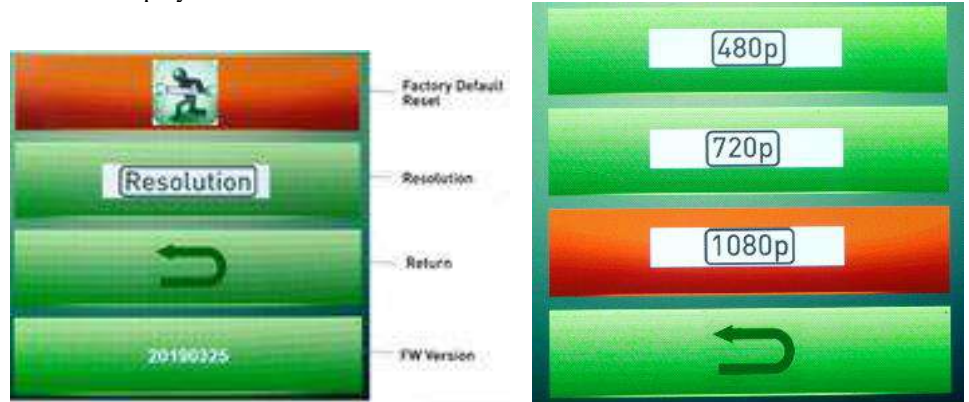 Resolution
20190325
Factory Default
Reset
Resolution
Return
FW Version
480p
720p
1080p